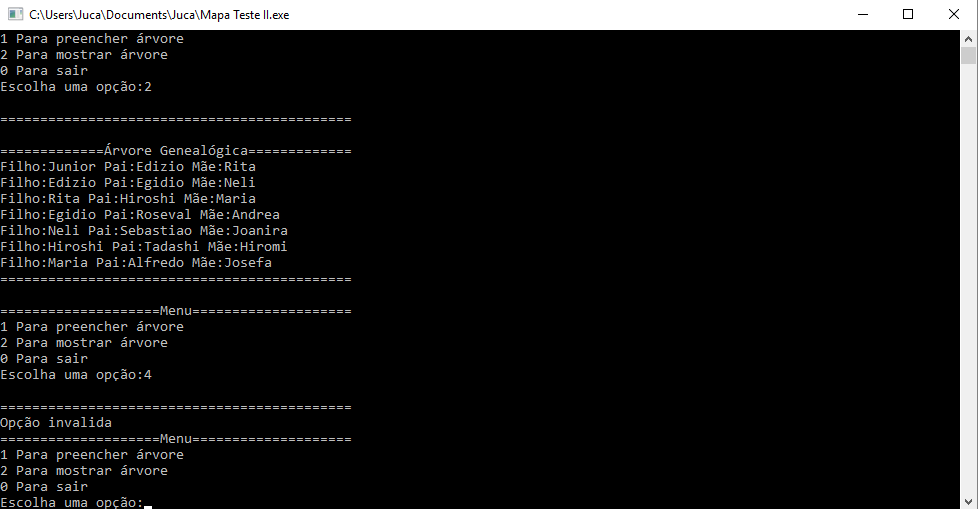 C:\Users\Juca\Documents\Juca\Mapa Teste II.exe
1 Para preencher árvore
2 Para mostrar árvore
0 Para sair
Escolha uma opção:2
============================================
=============Árvore Genealógica=============
Filho:Junior Pai:Edizio Mãe:Rita
Filho:Edizio Pai:Egidio Mãe:Neli
Filho:Rita Pai:Hiroshi Mãe:Maria
Filho:Egidio Pai:Roseval Mãe:Andrea
Filho:Neli Pai:Sebastiao Mãe:Joanira
Filho:Hiroshi Pai:Tadashi Mãe:Hiromi
Filho:Maria Pai:Alfredo Mãe:Josefa
============================================
====================Menu====================
1 Para preencher árvore
2 Para mostrar árvore
0 Para sair
Escolha uma opção:4
============================================
Opção invalida
====================Menu====================
1 Para preencher árvore
2 Para mostrar árvore
0 Para sair
Escolha uma opção: